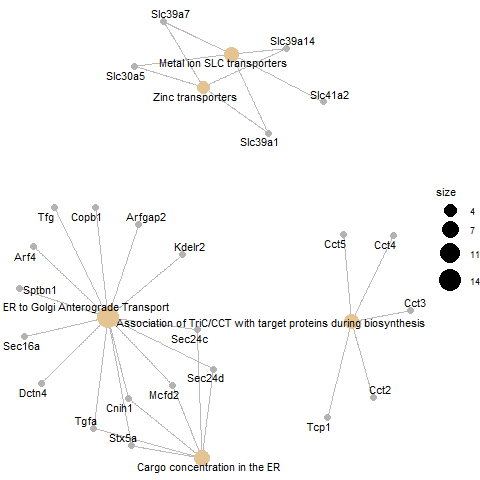 Slc39a7
Slc39a14
Metal ion SLC transporters
Slc30a5
Zinc transporters
Slc41a2
Slc39a1
size
4
7
11
14
Tfg
Copb1
Arfgap2
Arf4
Kdelr2
Cct5
Cct4
Sptbn1
ER to Golgi Anterograde Transport
Cct3
Association of TriC/CCT with target proteins during biosynthesis
Sec16a
Sec24c
Sec24d
Dctn4
Mcfd2
Cct2
Cnih1
Tgfa
Tcp1
Stx5a
Cargo concentration in the ER